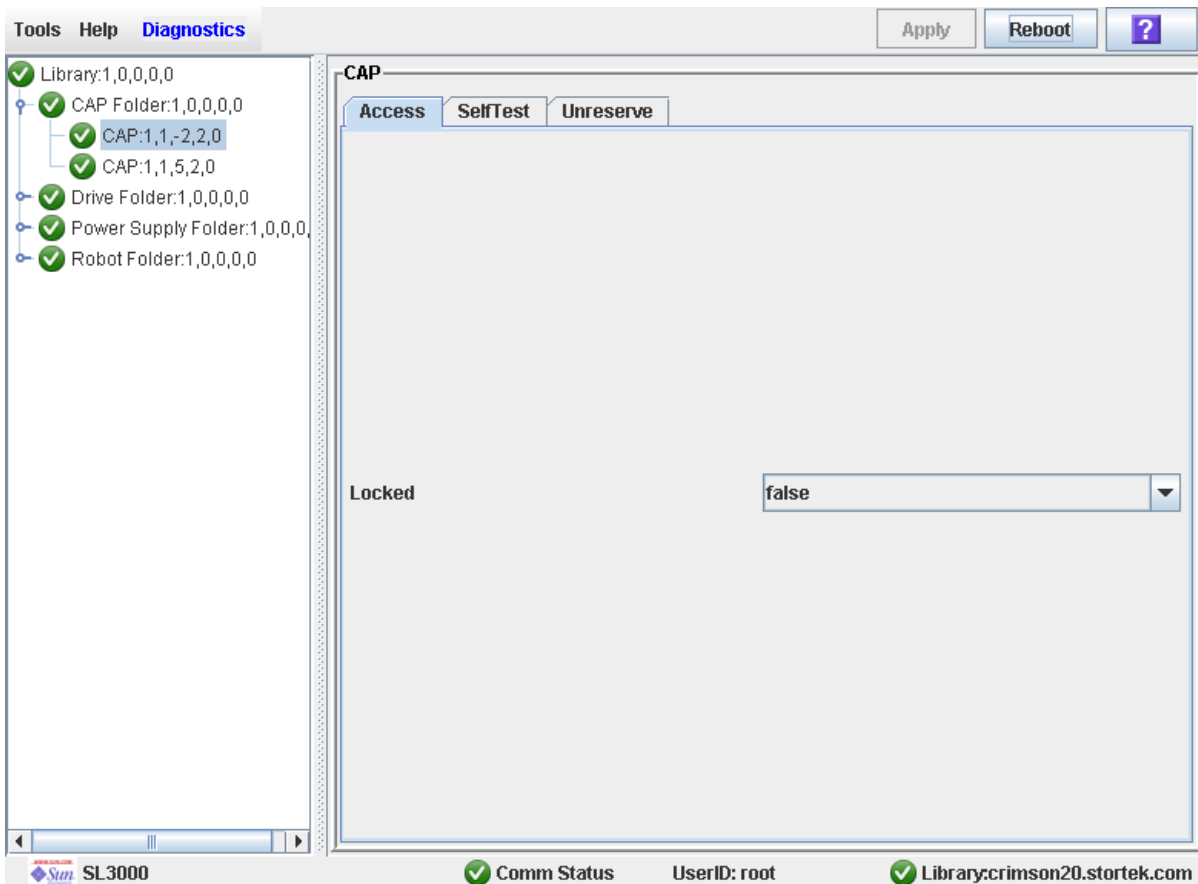 Tools Help Diagnostics Apply Reboot ?
Library:1,0,0,0,0
CAP Folder:1,0,0,0,0
CAP:1,1,-2,2,0
CAP:1,1,5,2,0
Drive Folder:1,0,0,0,0
Power Supply Folder:1,0,0,0,
Robot Folder:1,0,0,0,0
CAP
Access SelfTest Unreserve
Locked false
Sun SL3000 Comm Status UserID: root Library:crimson20.stortek.com